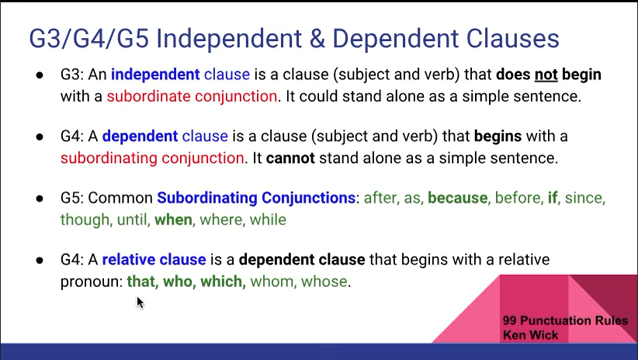 G3/G4/G5 Independent & Dependent Clauses
● G3: An independent clause is a clause (subject and verb) that does not begin
with a subordinate conjunction. It could stand alone as a simple sentence.
● G4: A dependent clause is a clause (subject and verb) that begins with a
subordinating conjunction. It cannot stand alone as a simple sentence.
● G5: Common Subordinating Conjunctions: after, as, because, before, if, since,
though, until, when, where, while
● G4: A relative clause is a dependent clause that begins with a relative
pronoun: that, who, which, whom, whose.
99 Punctuation Rules
Ken Wick